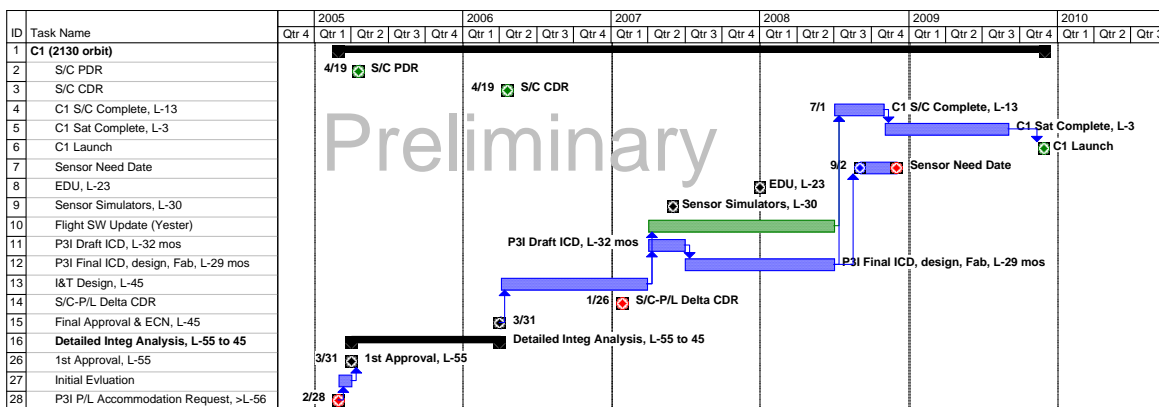 2005 2006 2007 2008 2009 2010
ID Task Name Qtr 4 Qtr 1 Qtr 2 Qtr 3 Qtr 4 Qtr 1 Qtr 2 Qtr 3 Qtr 4 Qtr 1 Qtr 2 Qtr 3 Qtr 4 Qtr 1 Qtr 2 Qtr 3 Qtr 4 Qtr 1 Qtr 2 Qtr 3 Qtr 4 Qtr 1 Qtr 2 Qtr 3
1 C1 (2130 orbit)
2 S/C PDR 4/19 S/C PDR
3 S/C CDR 4/19 S/C CDR
4 C1 S/C Complete, L-13 7/1 C1 S/C Complete, L-13
5 C1 Sat Complete, L-3 C1 Sat Complete, L-3
6 C1 Launch C1 Launch
Preliminary
7 Sensor Need Date 9/2 Sensor Need Date
8 EDU, L-23 EDU, L-23
9 Sensor Simulators, L-30 Sensor Simulators, L-30
10 Flight SW Update (Yester)
11 P3I Draft ICD, L-32 mos P3I Draft ICD, L-32 mos
12 P3I Final ICD, design, Fab, L-29 mos P3I Final ICD, design, Fab, L-29 mos
13 I&T Design, L-45
14 S/C-P/L Delta CDR 1/26 S/C-P/L Delta CDR
15 Final Approval & ECN, L-45 3/31
16 Detailed Integ Analysis, L-55 to 45 Detailed Integ Analysis, L-55 to 45
26 1st Approval, L-55 3/31 1st Approval, L-55
27 Initial Evluation
28 P3I P/L Accommodation Request, >L-56 2/28